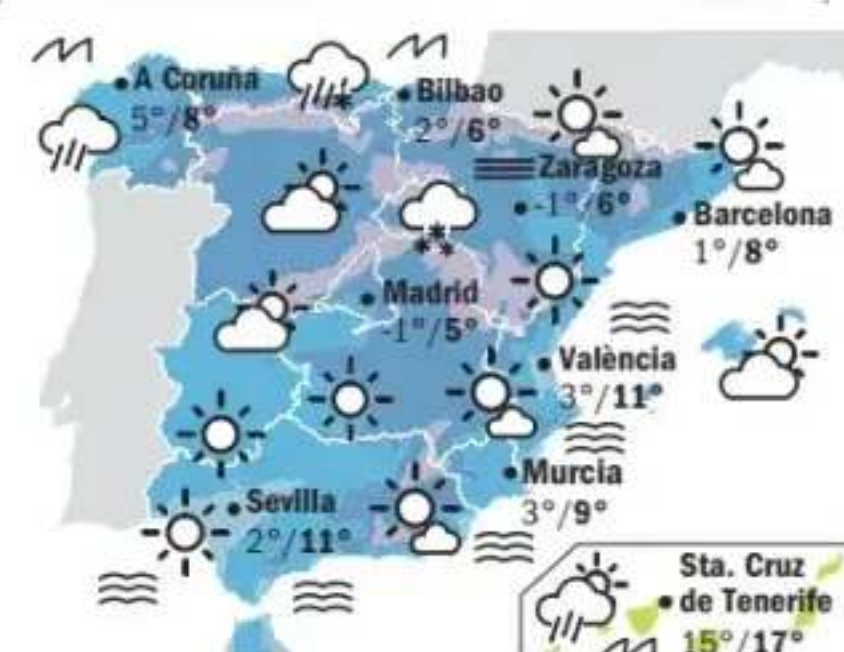 A Coruña
5°/8°
Bilbao
2°/6°
Zaragoza
-1°/6°
Barcelona
1°/8°
Madrid
-1°/5°
València
3°/11°
Murcia
3°/9°
Sevilla
2°/11°
Sta. Cruz
de Tenerife
15°/17°